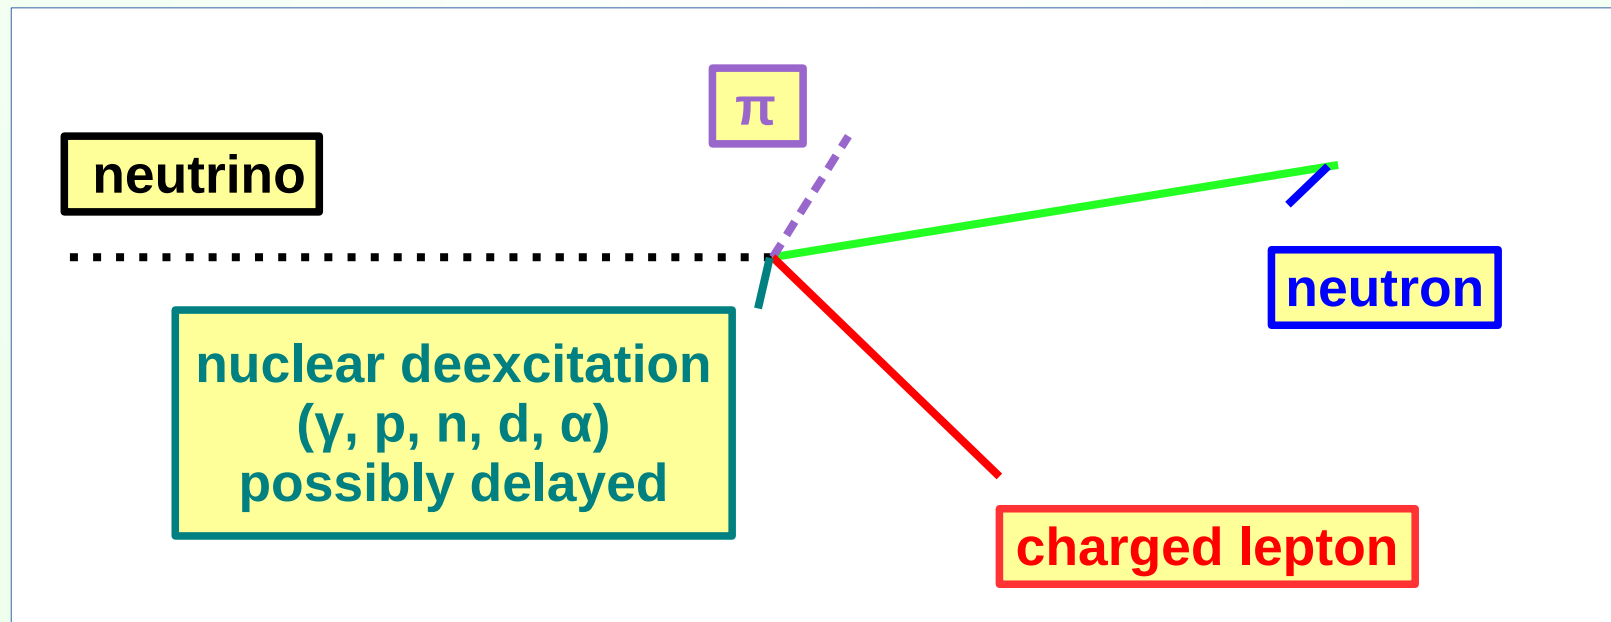 π
neutrino
neutron
nuclear deexcitation
(γ, p, n, d, α)
possibly delayed
charged lepton